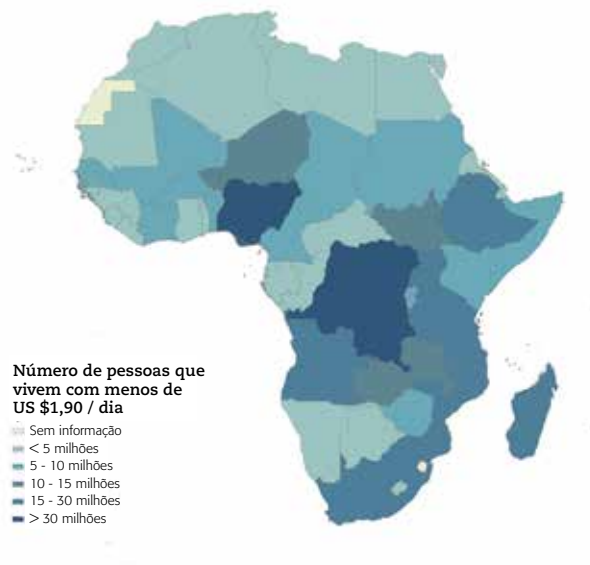 Número de pessoas que
vivem com menos de
US $1,90 / dia
Sem informação
< 5 milhões
5 - 10 milhões
10 - 15 milhões
15 - 30 milhões
> 30 milhões